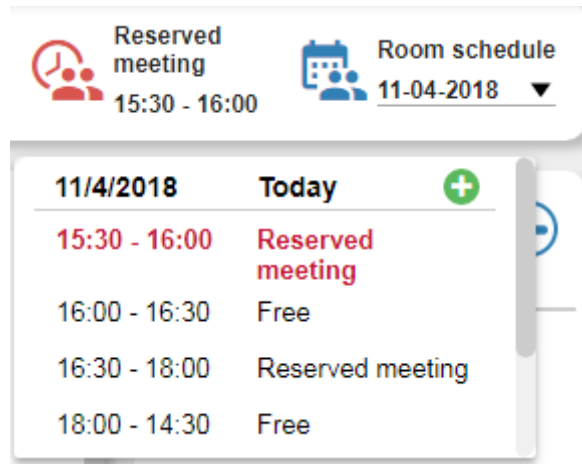 Reserved
meeting
15:30 - 16:00
Room schedule
11-04-2018
11/4/2018 Today
15:30 - 16:00 Reserved
meeting
16:00 - 16:30 Free
16:30 - 18:00 Reserved meeting
18:00 - 14:30 Free